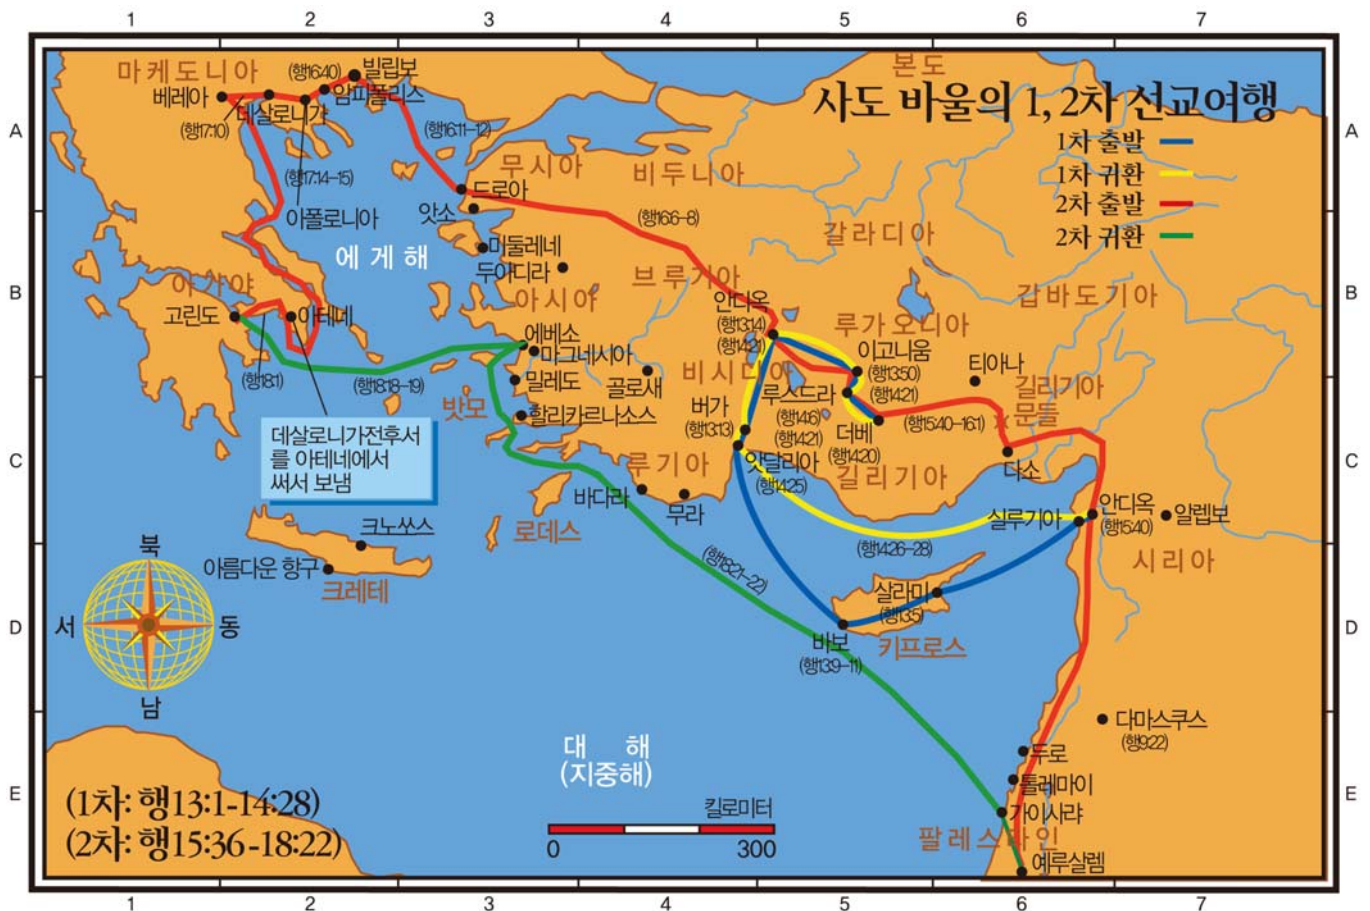 1 2 3 4 5 6 7
사도 바울의 1, 2차 선교여행
1차 출발
1차 귀환
2차 출발
2차 귀환
A
A
B
B
C
C
D
D
E
E
마케도니아
(행16:40)
빌립보
베레아
데살로니가
암피폴리스
(행17:10)
(행16:11-12)
(행17:14-15)
아폴로니아
본도
무시아
비두니아
드로아
앗소
(행16:6-8)
갈라디아
에게해
미둘레네
두아디라
브루기아
아시아
아가야
고린도
아테네
(행18:1)
(행18:18-19)
에베소
마그네시아
밀레도
골로새
할리카르나소스
밧모
안디옥
(행13:14)
(행14:21)
루가오니아
갑바도기아
이고니움
(행13:50)
(행14:21)
티아나
비시디아
루스드라
(행14:6)
(행14:21)
길리기아
문들
버가
(행13:13)
더베
(행14:20)
(행15:40-16:1)
다소
데살로니가전후서
를 아테네에서
써서 보냄
루기아
앗달리아
(행14:25)
길리기아
바다라
무라
로데스
실루기아
안디옥
(행15:40)
알렙보
시리아
(행14:26-28)
크노쏘스
아름다운 항구
크레테
(행18:21-22)
살라미
(행13:5)
바보
(행13:9-11)
키프로스
북
서
동
남
다마스쿠스
(행9:22)
두로
톨레마이
가이사랴
팔레스타인
예루살렘
대 해
(지중해)
킬로미터
0 300
(1차: 행13:1-14:28)
(2차: 행15:36-18:22)
1 2 3 4 5 6 7